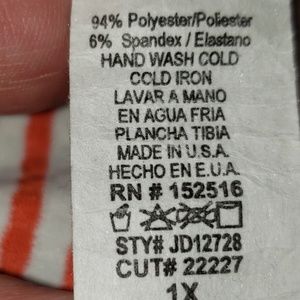 94% Polyester/Poliester
6% Spandex / Elastano
HAND WASH COLD
COLD IRON
LAVAR A MANO
EN AGUA FRIA
PLANCHA TIBIA
MADE IN U.S.A.
HECHO EN E.U.A.
RN # 152516
STY# JD12728
CUT# 22227
1X